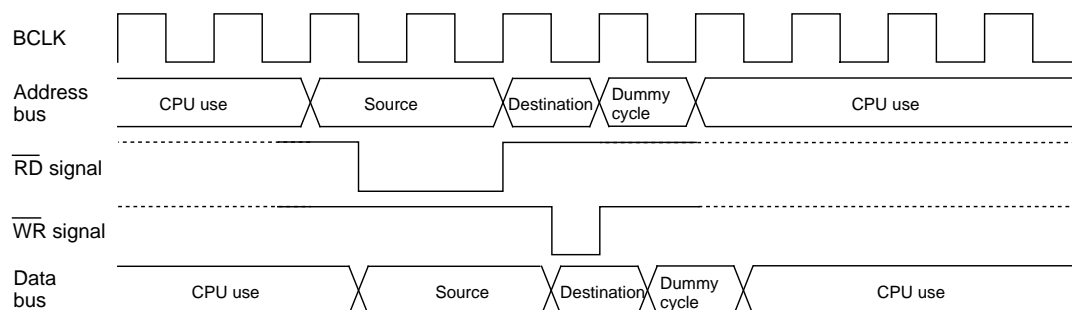 BCLK
Address
bus
CPU use
Source
Destination
Dummy
cycle
CPU use
RD signal
WR signal
Data
bus
CPU use
Source
Destination
Dummy
cycle
CPU use